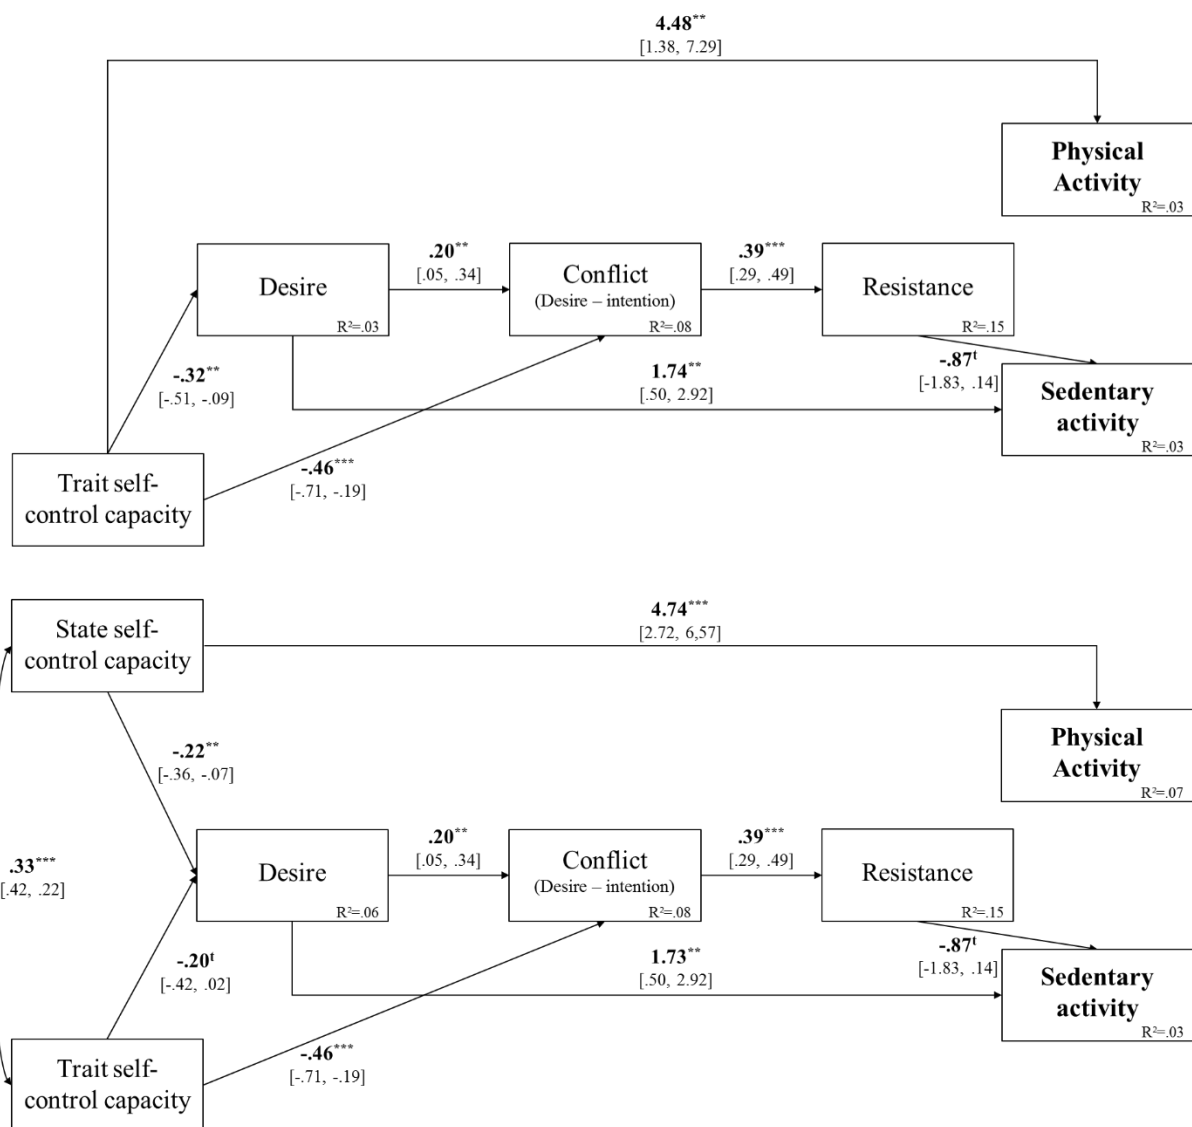 4.48**
[1.38, 7.29]
Physical
Activity
R²=.03
Desire
R²=.03
.20**
[.05, .34]
Conflict
(Desire – intention)
R²=.08
.39***
[.29, .49]
Resistance
R²=.15
-.32**
[-.51, -.09]
1.74**
[.50, 2.92]
-.87t
[-1.83, .14]
Sedentary
activity
R²=.03
-.46***
[-.71, -.19]
Trait self-
control capacity
State self-
control capacity
4.74***
[2.72, 6,57]
Physical
Activity
R²=.07
-.22**
[-.36, -.07]
.33***
[.42, .22]
Desire
R²=.06
.20**
[.05, .34]
Conflict
(Desire – intention)
R²=.08
.39***
[.29, .49]
Resistance
R²=.15
-.20t
[-.42, .02]
1.73**
[.50, 2.92]
-.87t
[-1.83, .14]
Sedentary
activity
R²=.03
-.46***
[-.71, -.19]
Trait self-
control capacity